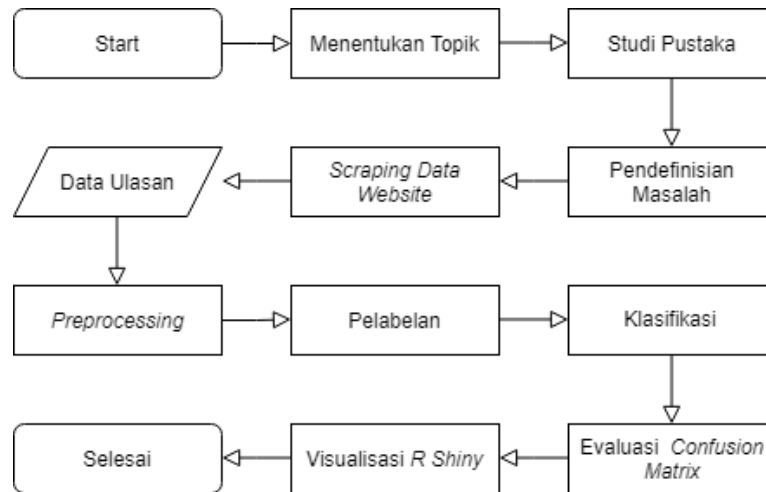 Start
Menentukan Topik
Studi Pustaka
Pendefinisian
Masalah
Scraping Data
Website
Data Ulasan
Preprocessing
Pelabelan
Klasifikasi
Evaluasi Confusion
Matrix
Visualisasi R Shiny
Selesai